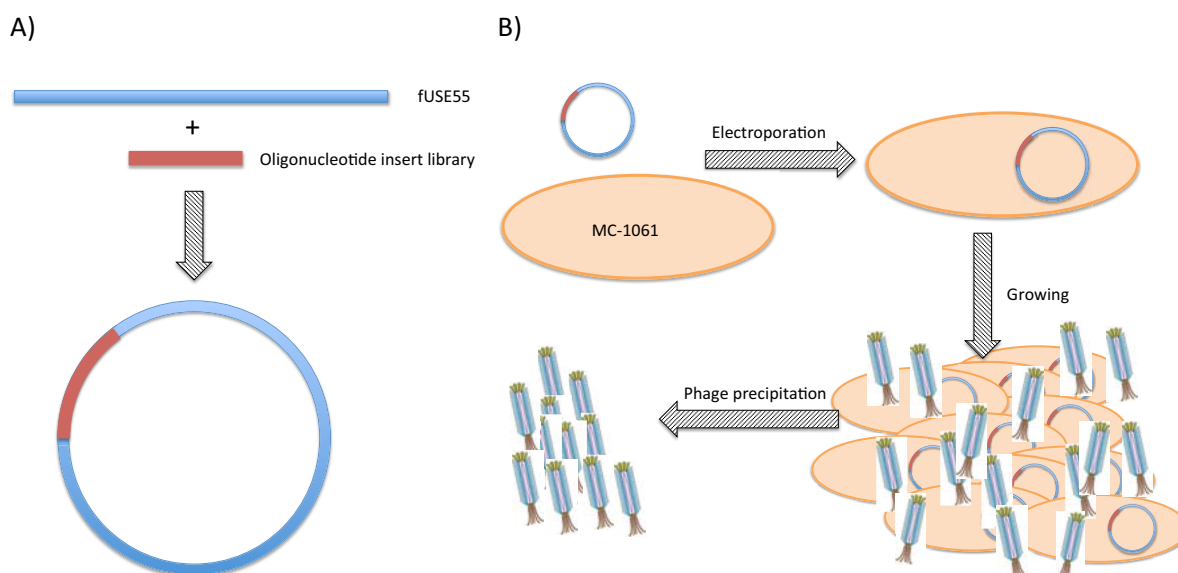 A)
fUSE55
+
Oligonucleotide insert library
B)
Electroporation
MC-1061
Growing
Phage precipitation